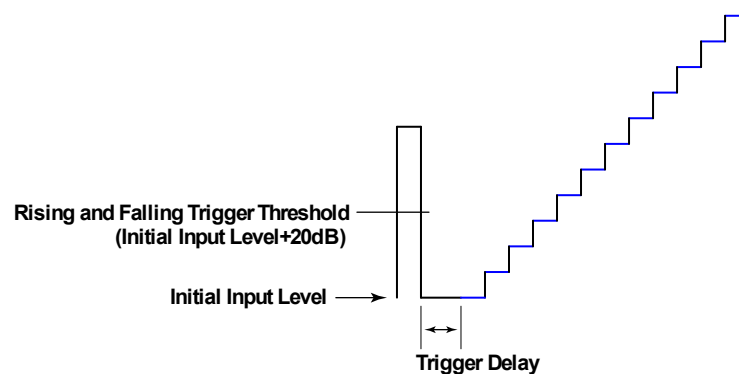 Rising and Falling Trigger Threshold
(Initial Input Level+20dB)
Initial Input Level
Trigger Delay